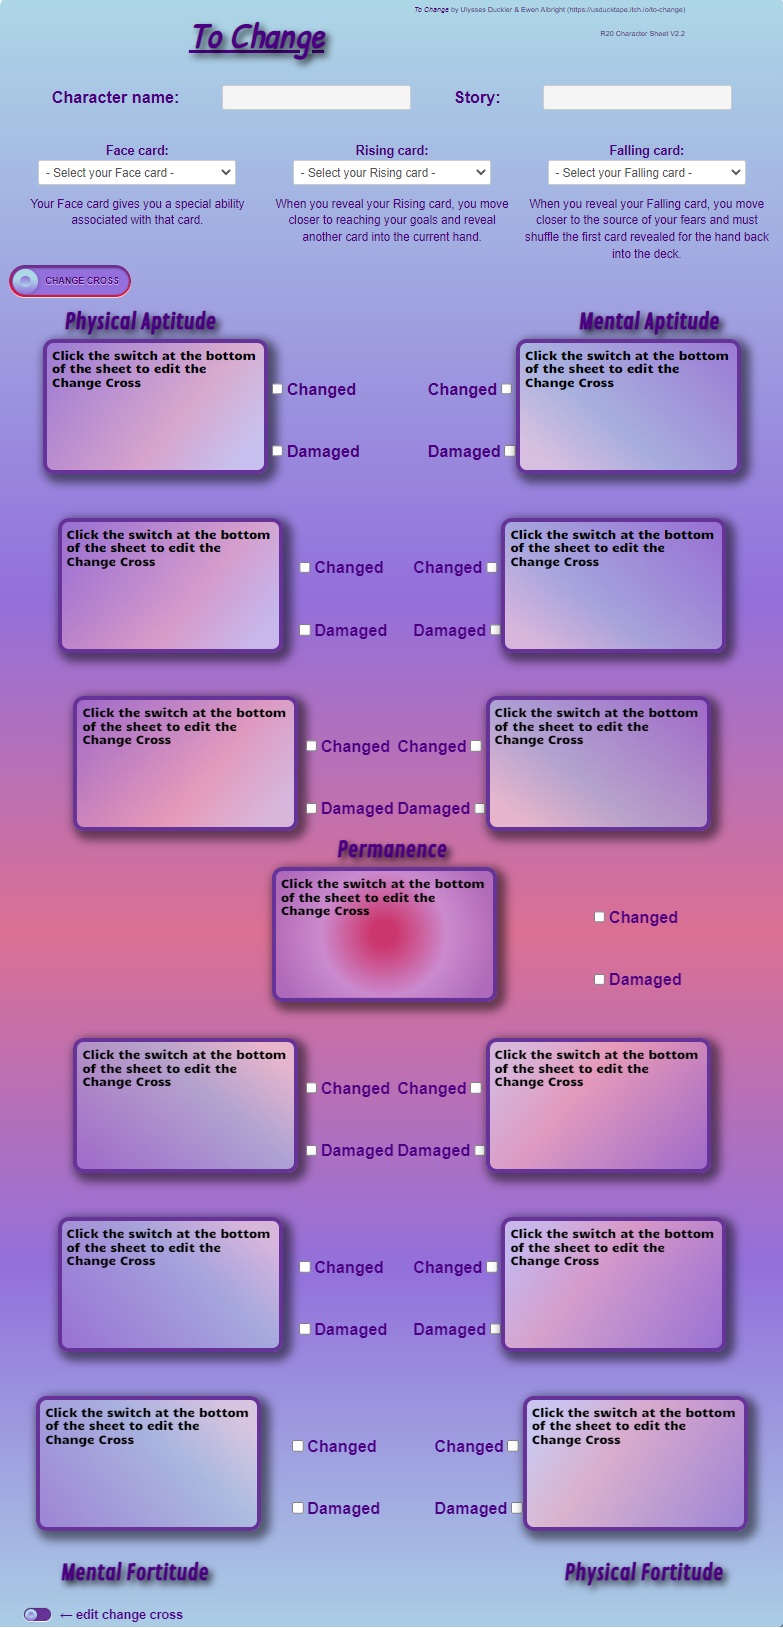 To Change by Ulysses Duckler & Ewen Albright (https://usducktape.itch.io/to-change)
To Change
R20 Character Sheet V2.2
Character name:
Story:
Face card:
Rising card:
Falling card:
- Select your Face card -
- Select your Rising card -
- Select your Falling card -
Your Face card gives you a special ability
associated with that card.
When you reveal your Rising card, you move
closer to reaching your goals and reveal
another card into the current hand.
When you reveal your Falling card, you move
closer to the source of your fears and must
shuffle the first card revealed for the hand back
into the deck.
CHANGE CROSS
Physical Aptitude
Mental Aptitude
Click the switch at the bottom
of the sheet to edit the
Change Cross
Changed
Damaged
Changed
Damaged
Click the switch at the bottom
of the sheet to edit the
Change Cross
Click the switch at the bottom
of the sheet to edit the
Change Cross
Changed
Damaged
Changed
Damaged
Click the switch at the bottom
of the sheet to edit the
Change Cross
Click the switch at the bottom
of the sheet to edit the
Change Cross
Changed
Damaged
Changed
Damaged
Click the switch at the bottom
of the sheet to edit the
Change Cross
Permanence
Click the switch at the bottom
of the sheet to edit the
Change Cross
Changed
Damaged
Click the switch at the bottom
of the sheet to edit the
Change Cross
Changed
Damaged
Changed
Damaged
Click the switch at the bottom
of the sheet to edit the
Change Cross
Click the switch at the bottom
of the sheet to edit the
Change Cross
Changed
Damaged
Changed
Damaged
Click the switch at the bottom
of the sheet to edit the
Change Cross
Click the switch at the bottom
of the sheet to edit the
Change Cross
Changed
Damaged
Changed
Damaged
Click the switch at the bottom
of the sheet to edit the
Change Cross
Mental Fortitude
Physical Fortitude
← edit change cross